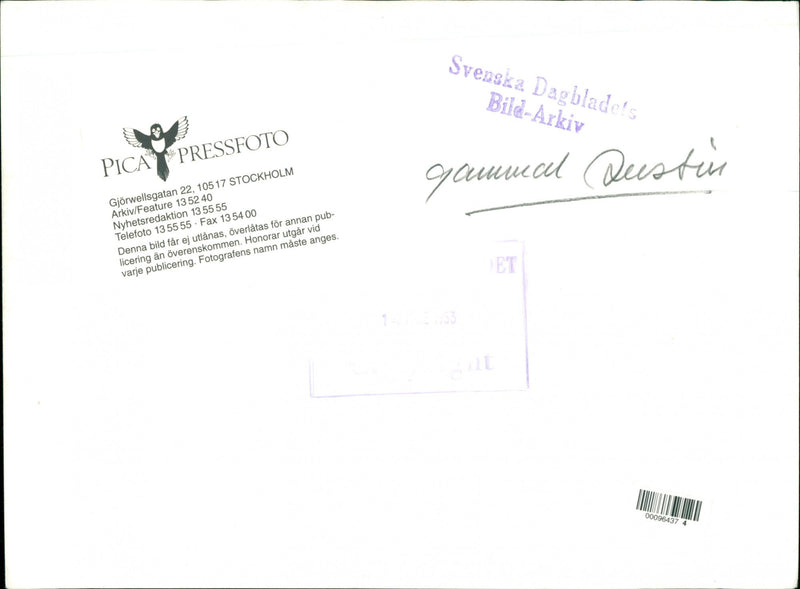 Svenska Dagbladets
Bild-Arkiv
PICA PRESSFOTO
Gjörwellsgatan 22, 105 17 STOCKHOLM
Arkiv/Feature 13 52 40
Nyhetsredaktion 13 55 55
Telefoto 13 55 55 · Fax 13 54 00
Denna bild får ej utlånas, överlåtas för annan pub-
licering än överenskommen. Honorar utgår vid
varje publicering. Fotografens namn måste anges.
gammal Dustin
ET
00096437 4